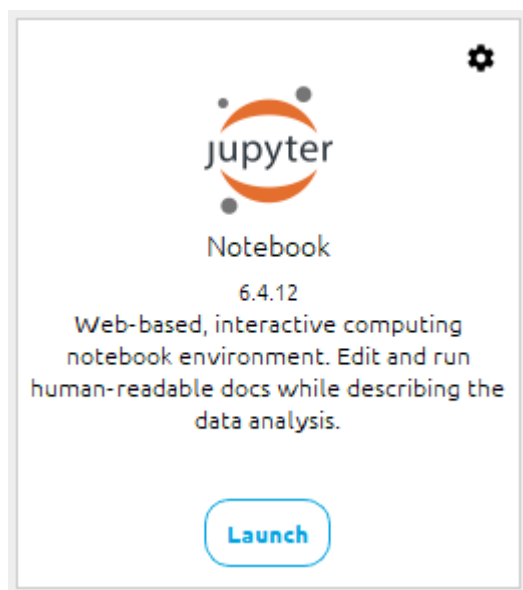 jupyter
Notebook
6.4.12
Web-based, interactive computing
notebook environment. Edit and run
human-readable docs while describing the
data analysis.
Launch